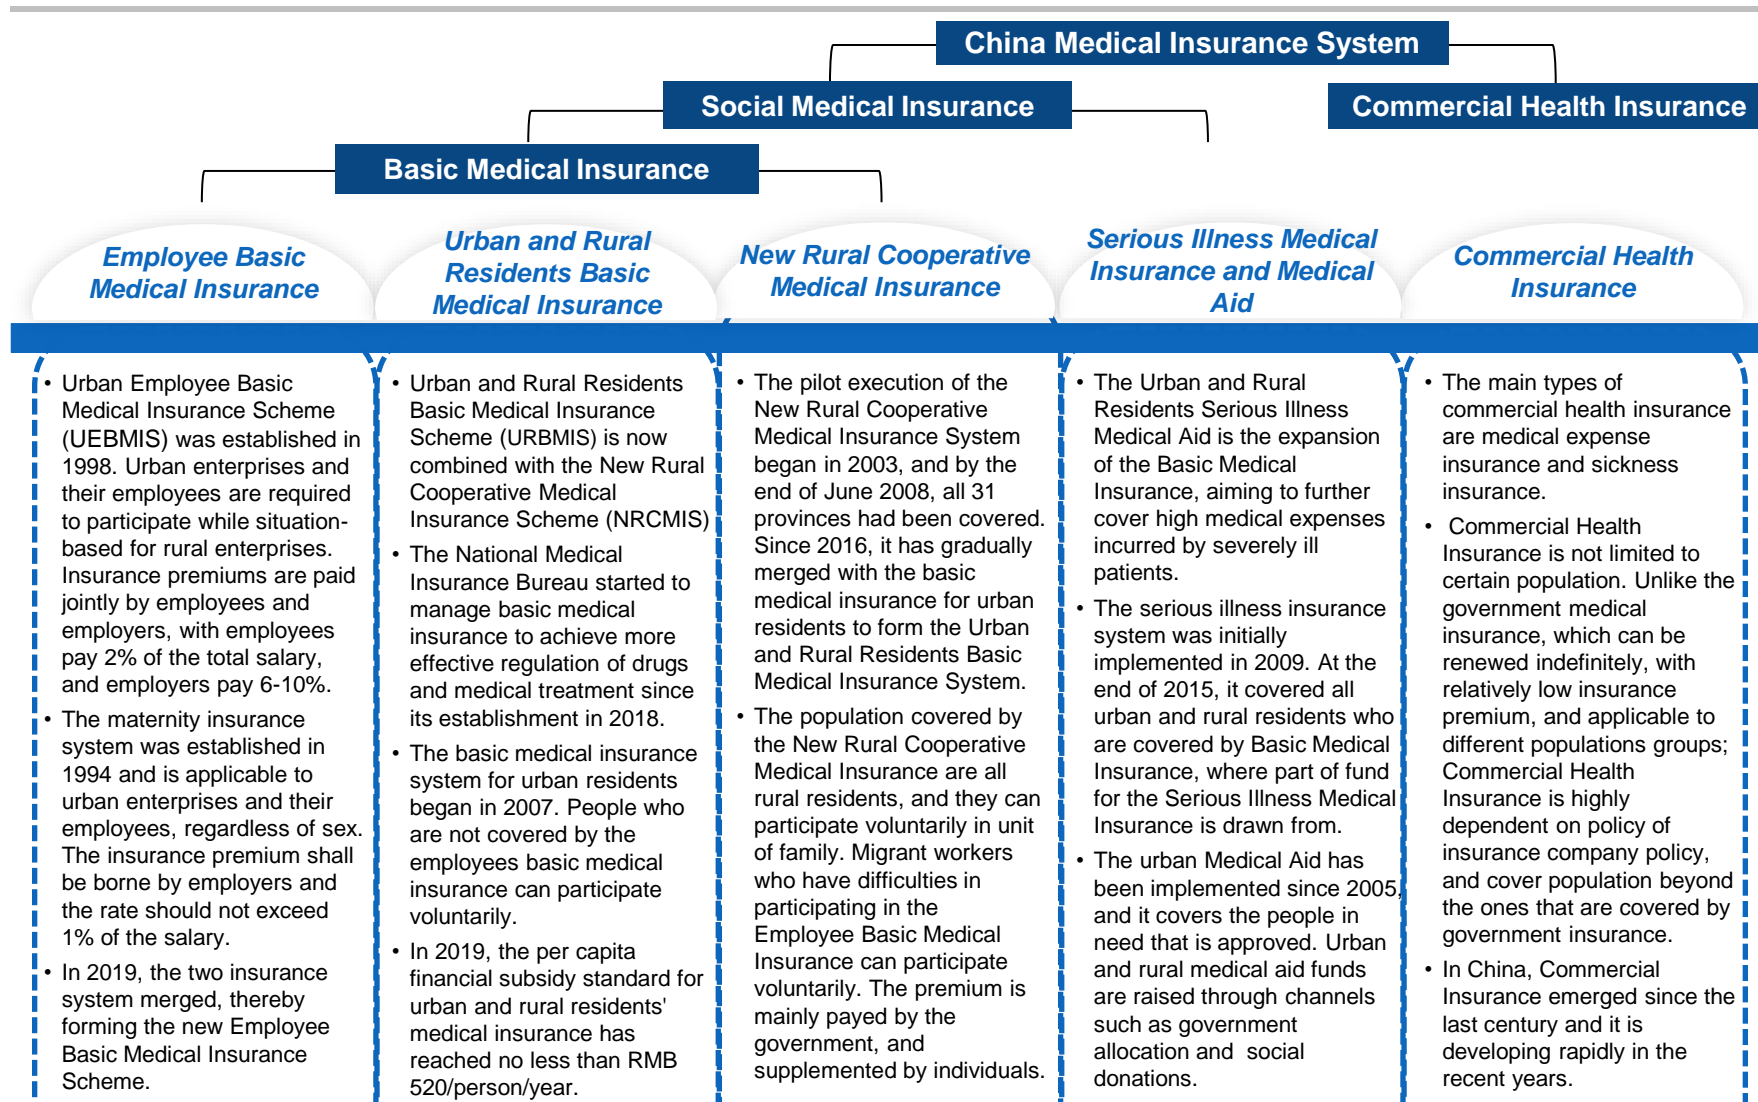 China Medical Insurance System
Social Medical Insurance
Commercial Health Insurance
Basic Medical Insurance
Employee Basic
Medical Insurance
Urban and Rural
Residents Basic
Medical Insurance
New Rural Cooperative
Medical Insurance
Serious Illness Medical
Insurance and Medical
Aid
Commercial Health
Insurance
• Urban Employee Basic
Medical Insurance Scheme
(UEBMIS) was established in
1998. Urban enterprises and
their employees are required
to participate while situation-
based for rural enterprises.
Insurance premiums are paid
jointly by employees and
employers, with employees
pay 2% of the total salary,
and employers pay 6-10%.
• The maternity insurance
system was established in
1994 and is applicable to
urban enterprises and their
employees, regardless of sex.
The insurance premium shall
be borne by employers and
the rate should not exceed
1% of the salary.
• In 2019, the two insurance
system merged, thereby
forming the new Employee
Basic Medical Insurance
Scheme.
• Urban and Rural Residents
Basic Medical Insurance
Scheme (URBMIS) is now
combined with the New Rural
Cooperative Medical
Insurance Scheme (NRCMIS)
• The National Medical
Insurance Bureau started to
manage basic medical
insurance to achieve more
effective regulation of drugs
and medical treatment since
its establishment in 2018.
• The basic medical insurance
system for urban residents
began in 2007. People who
are not covered by the
employees basic medical
insurance can participate
voluntarily.
• In 2019, the per capita
financial subsidy standard for
urban and rural residents'
medical insurance has
reached no less than RMB
520/person/year.
• The pilot execution of the
New Rural Cooperative
Medical Insurance System
began in 2003, and by the
end of June 2008, all 31
provinces had been covered.
Since 2016, it has gradually
merged with the basic
medical insurance for urban
residents to form the Urban
and Rural Residents Basic
Medical Insurance System.
• The population covered by
the New Rural Cooperative
Medical Insurance are all
rural residents, and they can
participate voluntarily in unit
of family. Migrant workers
who have difficulties in
participating in the
Employee Basic Medical
Insurance can participate
voluntarily. The premium is
mainly payed by the
government, and
supplemented by individuals.
• The Urban and Rural
Residents Serious Illness
Medical Aid is the expansion
of the Basic Medical
Insurance, aiming to further
cover high medical expenses
incurred by severely ill
patients.
• The serious illness insurance
system was initially
implemented in 2009. At the
end of 2015, it covered all
urban and rural residents who
are covered by Basic Medical
Insurance, where part of fund
for the Serious Illness Medical
Insurance is drawn from.
• The urban Medical Aid has
been implemented since 2005,
and it covers the people in
need that is approved. Urban
and rural medical aid funds
are raised through channels
such as government
allocation and social
donations.
• The main types of
commercial health insurance
are medical expense
insurance and sickness
insurance.
• Commercial Health
Insurance is not limited to
certain population. Unlike the
government medical
insurance, which can be
renewed indefinitely, with
relatively low insurance
premium, and applicable to
different populations groups;
Commercial Health
Insurance is highly
dependent on policy of
insurance company policy,
and cover population beyond
the ones that are covered by
government insurance.
• In China, Commercial
Insurance emerged since the
last century and it is
developing rapidly in the
recent years.